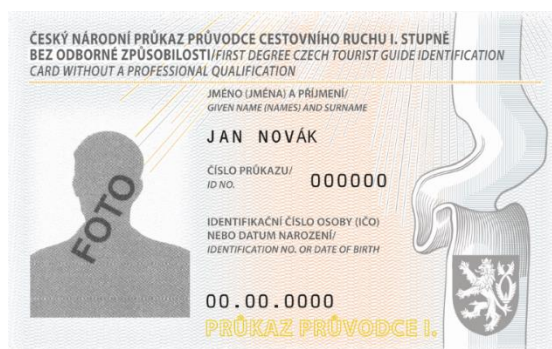 ČESKÝ NÁRODNÍ PRŮKAZ PRŮVODCE CESTOVNÍHO RUCHU I. STUPNĚ
BEZ ODBORNÉ ZPŮSOBILOSTI/FIRST DEGREE CZECH TOURIST GUIDE IDENTIFICATION
CARD WITHOUT A PROFESSIONAL QUALIFICATION
JMÉNO (JMÉNA) A PŘÍJMENÍ/
GIVEN NAME (NAMES) AND SURNAME
JAN NOVÁK
ČÍSLO PRŮKAZU/
ID NO.
000000
FOTO
IDENTIFIKAČNÍ ČÍSLO OSOBY (IČO)
NEBO DATUM NAROZENÍ/
IDENTIFICATION NO. OR DATE OF BIRTH
00.00.0000
PRŮKAZ PRŮVODCE I.